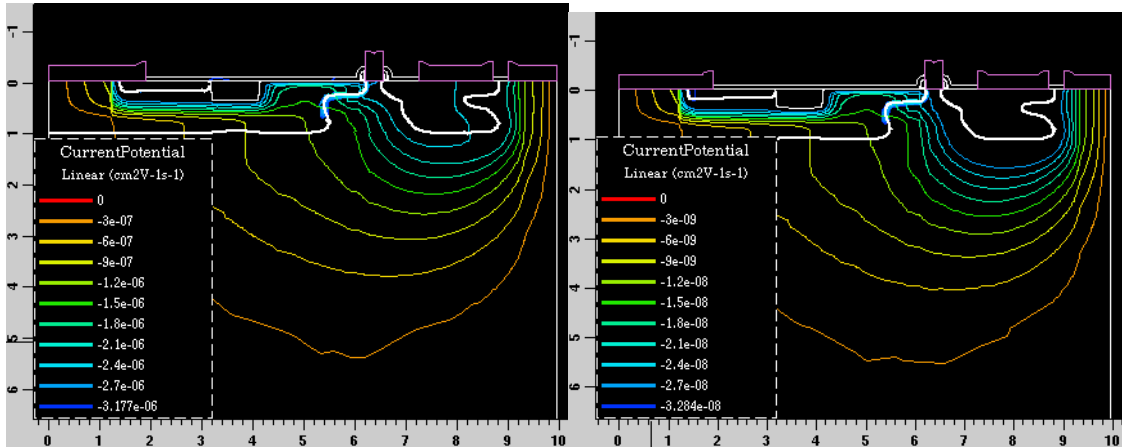 -1
0
1
2
3
4
5
6
CurrentPotential
Linear (cm2V-1s-1)
0
-3e-07
-6e-07
-9e-07
-1.2e-06
-1.5e-06
-1.8e-06
-2.1e-06
-2.4e-06
-2.7e-06
-3.177e-06
0 1 2 3 4 5 6 7 8 9 10
-1
0
1
2
3
4
5
6
CurrentPotential
Linear (cm2V-1s-1)
0
-3e-09
-6e-09
-9e-09
-1.2e-08
-1.5e-08
-1.8e-08
-2.1e-08
-2.4e-08
-2.7e-08
-3.284e-08
0 1 2 3 4 5 6 7 8 9 10